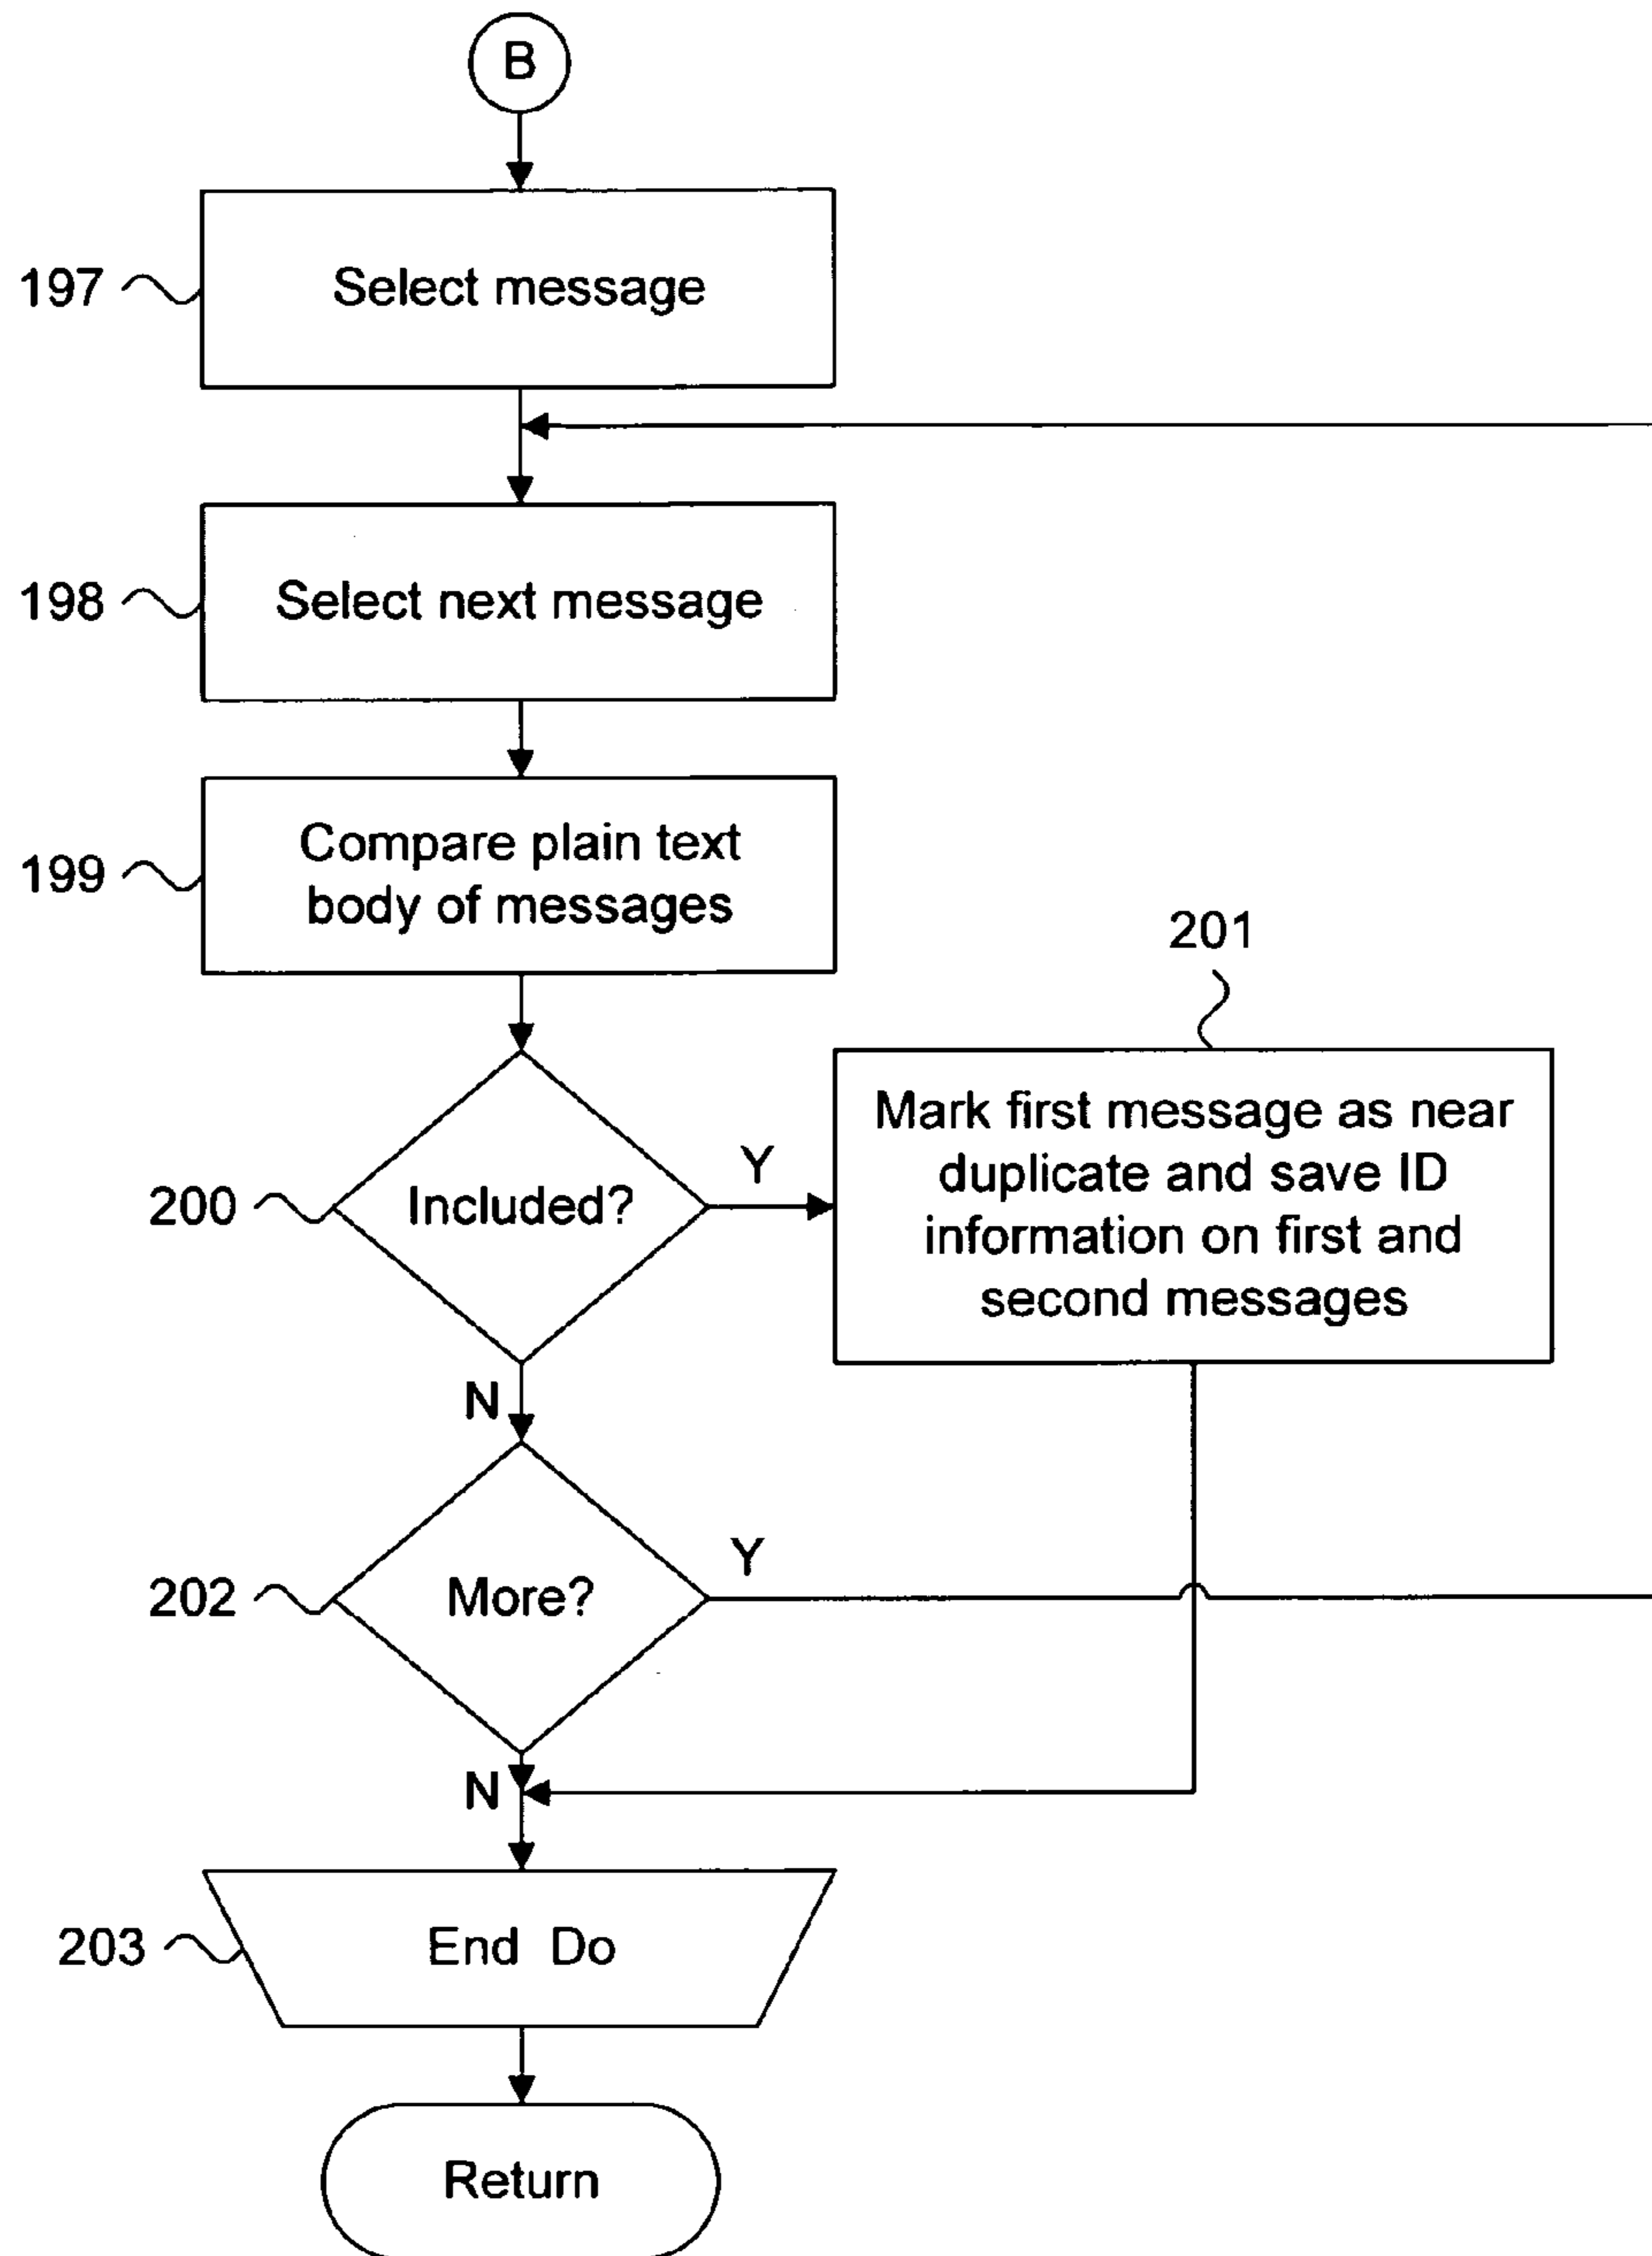 B
197
Select message
198
Select next message
199
Compare plain text
body of messages
201
200
Included?
Y
Mark first message as near
duplicate and save ID
information on first and
second messages
N
202
More?
Y
N
203
End Do
Return